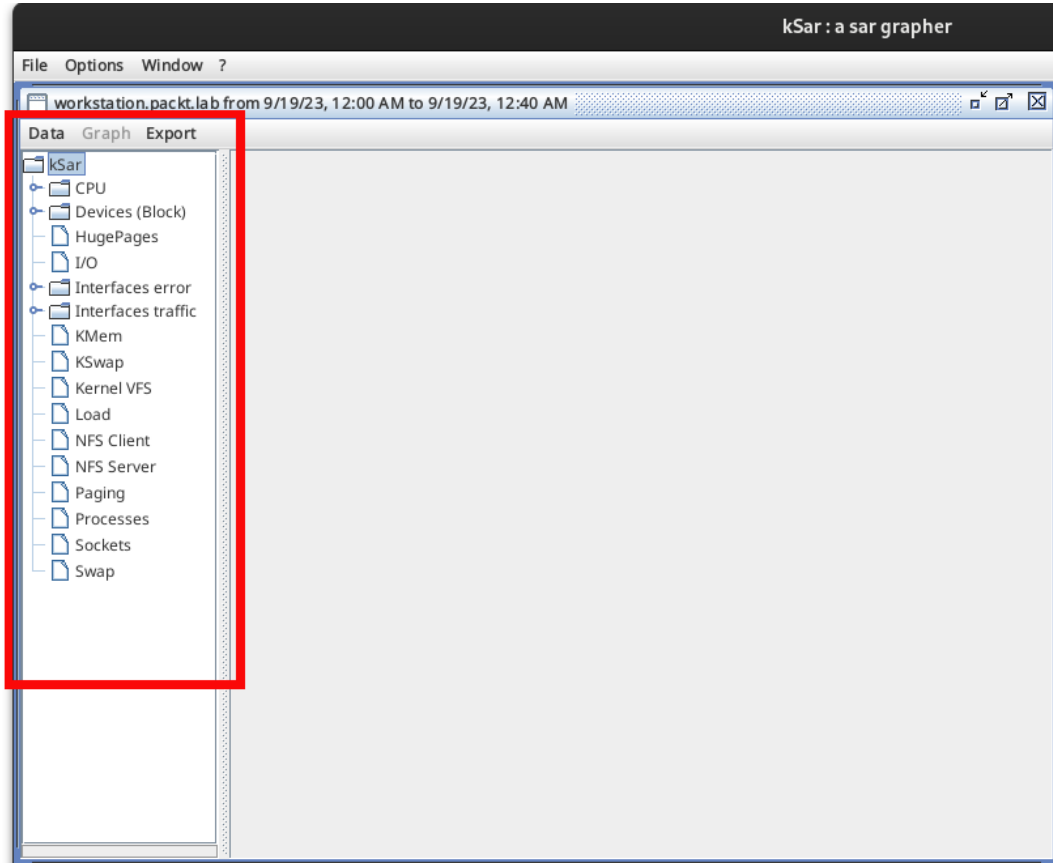 kSar : a sar grapher
File Options Window ?
workstation.packt.lab from 9/19/23, 12:00 AM to 9/19/23, 12:40 AM
Data Graph Export
kSar
CPU
Devices (Block)
HugePages
I/O
Interfaces error
Interfaces traffic
KMem
KSwap
Kernel VFS
Load
NFS Client
NFS Server
Paging
Processes
Sockets
Swap